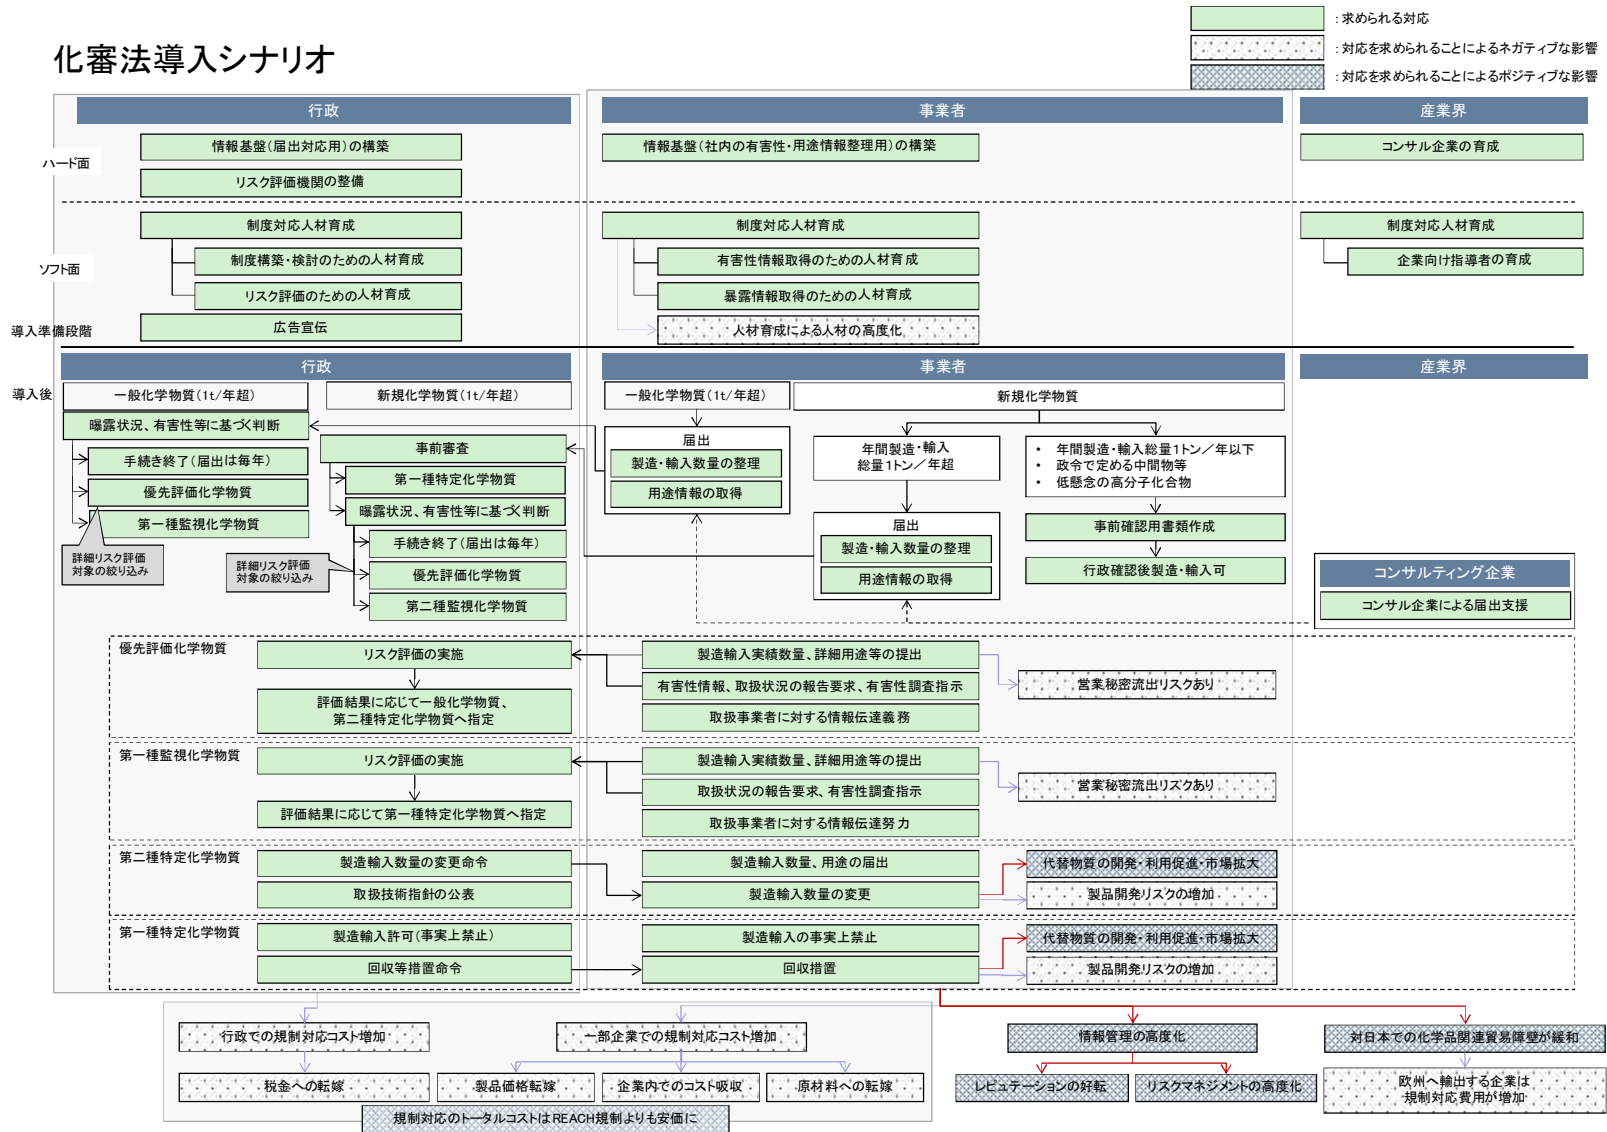 ：求められる対応
：対応を求められることによるネガティブな影響
：対応を求められることによるポジティブな影響
化審法導入シナリオ
行政
事業者
産業界
ハード面
情報基盤（届出対応用）の構築
情報基盤（社内の有害性・用途情報整理用）の構築
コンサル企業の育成
リスク評価機関の整備
ソフト面
制度対応人材育成
制度対応人材育成
制度対応人材育成
制度構築・検討のための人材育成
有害性情報取得のための人材育成
企業向け指導者の育成
リスク評価のための人材育成
暴露情報取得のための人材育成
広告宣伝
人材育成による人材の高度化
導入準備段階
行政
事業者
産業界
導入後
一般化学物質（1t/年超）
新規化学物質（1t/年超）
一般化学物質（1t/年超）
新規化学物質
曝露状況、有害性等に基づく判断
手続き終了（届出は毎年）
優先評価化学物質
第一種監視化学物質
詳細リスク評価
対象の絞り込み
事前審査
第一種特定化学物質
曝露状況、有害性等に基づく判断
手続き終了（届出は毎年）
優先評価化学物質
第二種監視化学物質
詳細リスク評価
対象の絞り込み
届出
製造・輸入数量の整理
用途情報の取得
年間製造・輸入
総量1トン／年超
届出
製造・輸入数量の整理
用途情報の取得
• 年間製造・輸入総量1トン／年以下
• 政令で定める中間物等
• 低懸念の高分子化合物
事前確認用書類作成
行政確認後製造・輸入可
コンサルティング企業
コンサル企業による届出支援
優先評価化学物質
リスク評価の実施
評価結果に応じて一般化学物質、
第二種特定化学物質へ指定
製造輸入実績数量、詳細用途等の提出
有害性情報、取扱状況の報告要求、有害性調査指示
取扱事業者に対する情報伝達義務
営業秘密流出リスクあり
第一種監視化学物質
リスク評価の実施
評価結果に応じて第一種特定化学物質へ指定
製造輸入実績数量、詳細用途等の提出
取扱状況の報告要求、有害性調査指示
取扱事業者に対する情報伝達努力
営業秘密流出リスクあり
第二種特定化学物質
製造輸入数量の変更命令
取扱技術指針の公表
製造輸入数量、用途の届出
製造輸入数量の変更
代替物質の開発・利用促進・市場拡大
製品開発リスクの増加
第一種特定化学物質
製造輸入許可（事実上禁止）
回収等措置命令
製造輸入の事実上禁止
回収措置
代替物質の開発・利用促進・市場拡大
製品開発リスクの増加
行政での規制対応コスト増加
一部企業での規制対応コスト増加
情報管理の高度化
対日本での化学品関連貿易障壁が緩和
税金への転嫁
製品価格転嫁
企業内でのコスト吸収
原材料への転嫁
レピュテーションの好転
リスクマネジメントの高度化
欧州へ輸出する企業は
規制対応費用が増加
規制対応のトータルコストはREACH規制よりも安価に